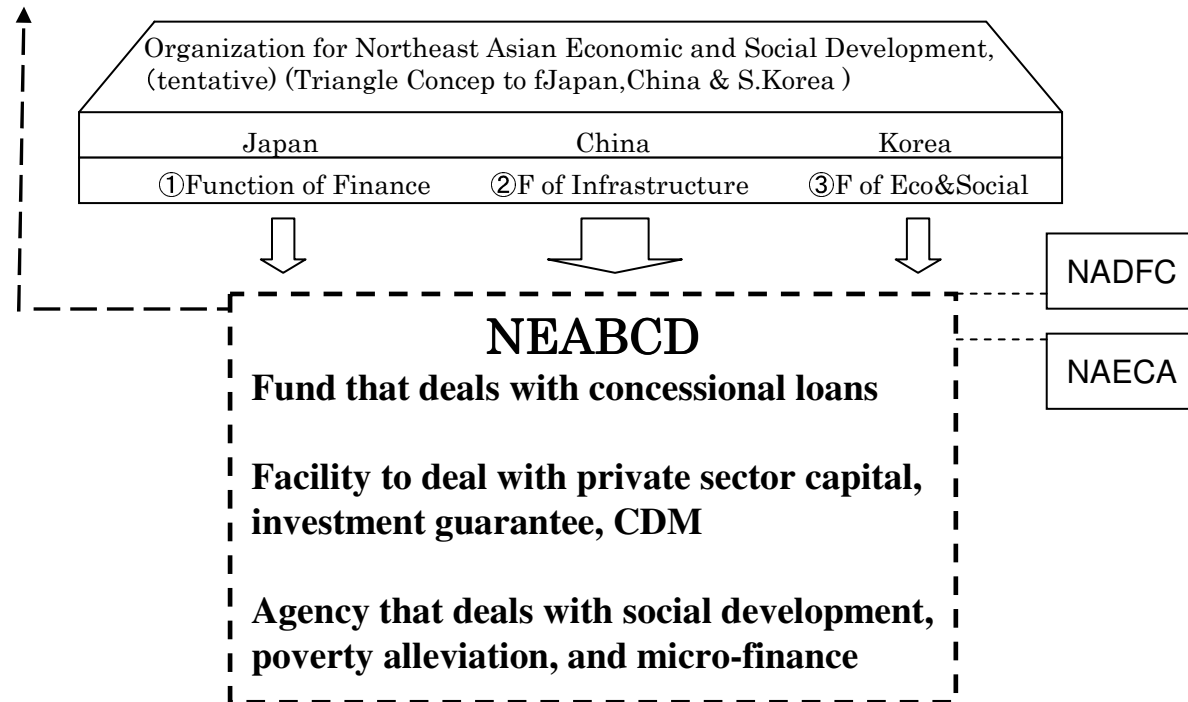 Organization for Northeast Asian Economic and Social Development,
(tentative) (Triangle Concep to fJapan,China & S.Korea )
Japan China Korea
①Function of Finance ②F of Infrastructure ③F of Eco&Social
NADFC
NAECA
NEABCD
Fund that deals with concessional loans
Facility to deal with private sector capital,
investment guarantee, CDM
Agency that deals with social development,
poverty alleviation, and micro-finance